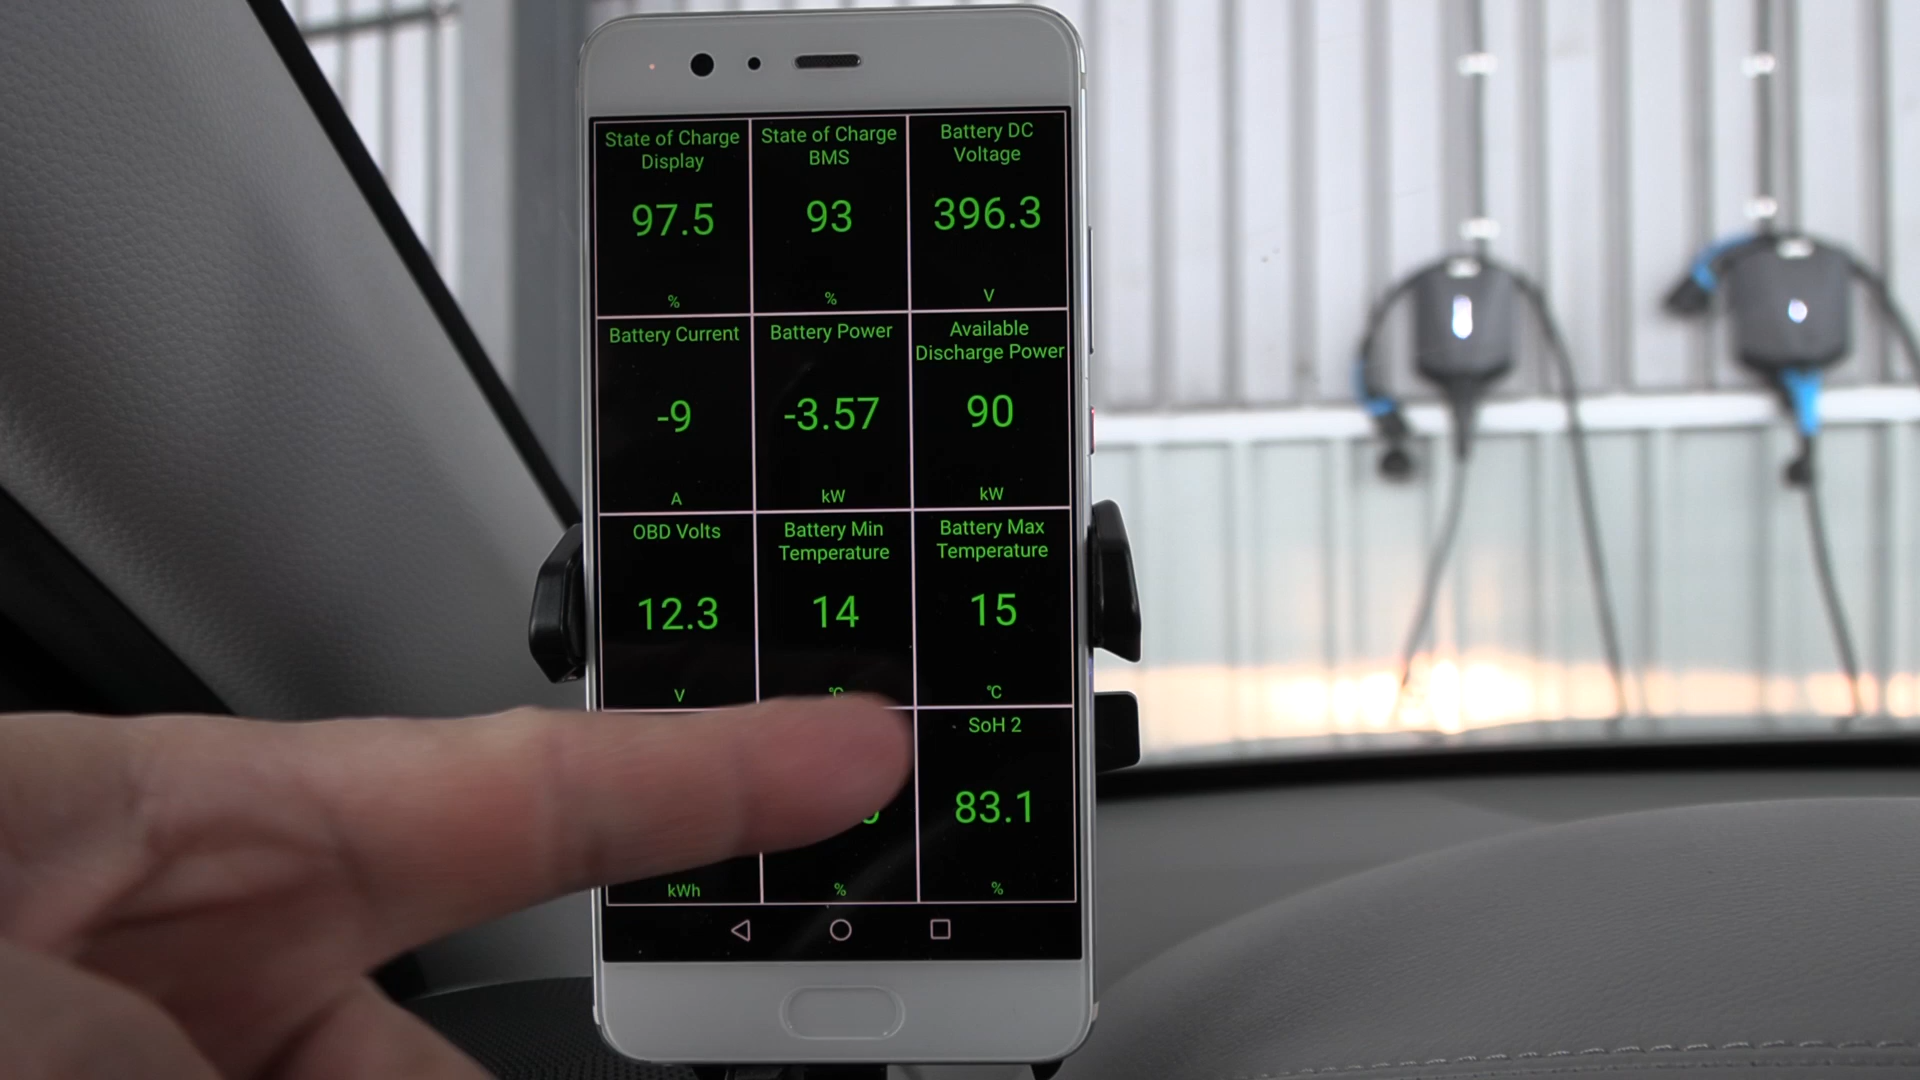 State of Charge
Display
97.5
%
State of Charge
BMS
93
%
Battery DC
Voltage
396.3
V
Battery Current
-9
A
Battery Power
-3.57
kW
Available
Discharge Power
90
kW
OBD Volts
12.3
V
Battery Min
Temperature
14
°C
Battery Max
Temperature
15
°C
kWh
%
SoH 2
83.1
%